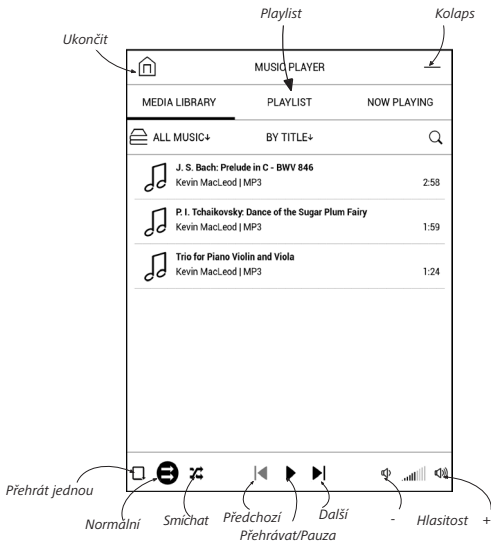 Playlist
Kolaps
Ukončit
MUSIC PLAYER
MEDIA LIBRARY PLAYLIST NOW PLAYING
ALL MUSIC↓ BY TITLE↓
J. S. Bach: Prelude in C - BWV 846
Kevin MacLeod | MP3 2:58
P. I. Tchaikovsky: Dance of the Sugar Plum Fairy
Kevin MacLeod | MP3 1:59
Trio for Piano Violin and Viola
Kevin MacLeod | MP3 1:24
Přehrát jednou
Normální Smíchat Předchozí Další - Hlasitost +
Přehrávat/Pauza